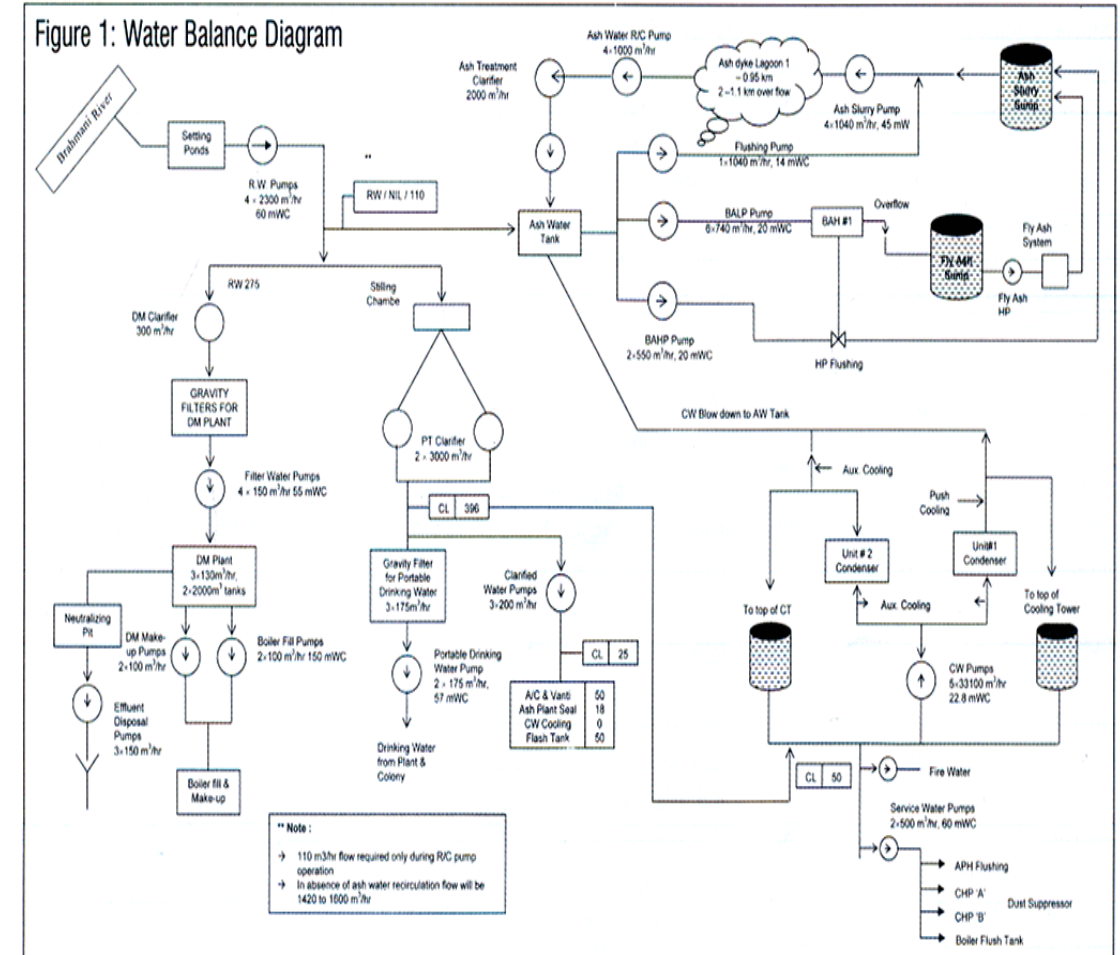 Figure 1: Water Balance Diagram
Brahmani River
Settling
Ponds
R.W. Pumps
4 × 2300 m³/hr
60 mWC
**
RW / NIL / 110
Ash Treatment
Clarifier
2000 m³/hr
Ash Water R/C Pump
4×1000 m³/hr
Ash dyke Lagoon 1
– 0.95 km
2 –1.1 km over flow
Ash Slurry Pump
4×1040 m³/hr, 45 mW
Ash
Slurry
Sump
Flushing Pump
1×1040 m³/hr, 14 mWC
Ash Water
Tank
BALP Pump
6×740 m³/hr, 20 mWC
BAH #1
Overflow
Fly Ash
Sump
Fly Ash
System
Fly Ash
HP
BAHP Pump
2×550 m³/hr, 20 mWC
HP Flushing
RW 275
Stilling
Chambe
DM Clarifier
300 m³/hr
GRAVITY
FILTERS FOR
DM PLANT
PT Clarifier
2 × 3000 m³/hr
Filter Water Pumps
4 × 150 m³/hr 55 mWC
CL 396
DM Plant
3×130m³/hr,
2×2000m³ tanks
Neutralizing
Pit
DM Make-
up Pumps
2×100 m³/hr
Boiler Fill Pumps
2×100 m³/hr 150 mWC
Effluent
Disposal
Pumps
3×150 m³/hr
Boiler fill &
Make-up
Gravity Filter
for Portable
Drinking Water
3×175m³/hr
Portable Drinking
Water Pump
2 × 175 m³/hr,
57 mWC
Drinking Water
from Plant &
Colony
Clarified
Water Pumps
3×200 m³/hr
CL 25
A/C & Vanti 50
Ash Plant Seal 18
CW Cooling 0
Flash Tank 50
CW Blow down to AW Tank
Aux. Cooling
Push
Cooling
Unit # 2
Condenser
Unit#1
Condenser
Aux. Cooling
To top of CT
To top of
Cooling Tower
CW Pumps
5×33100 m³/hr
22.8 mWC
CL 50
Fire Water
Service Water Pumps
2×500 m³/hr, 60 mWC
APH Flushing
CHP 'A'
Dust Suppressor
CHP 'B'
Boiler Flush Tank
** Note :
→ 110 m3/hr flow required only during R/C pump
operation
→ In absence of ash water recirculation flow will be
1420 to 1600 m³/hr